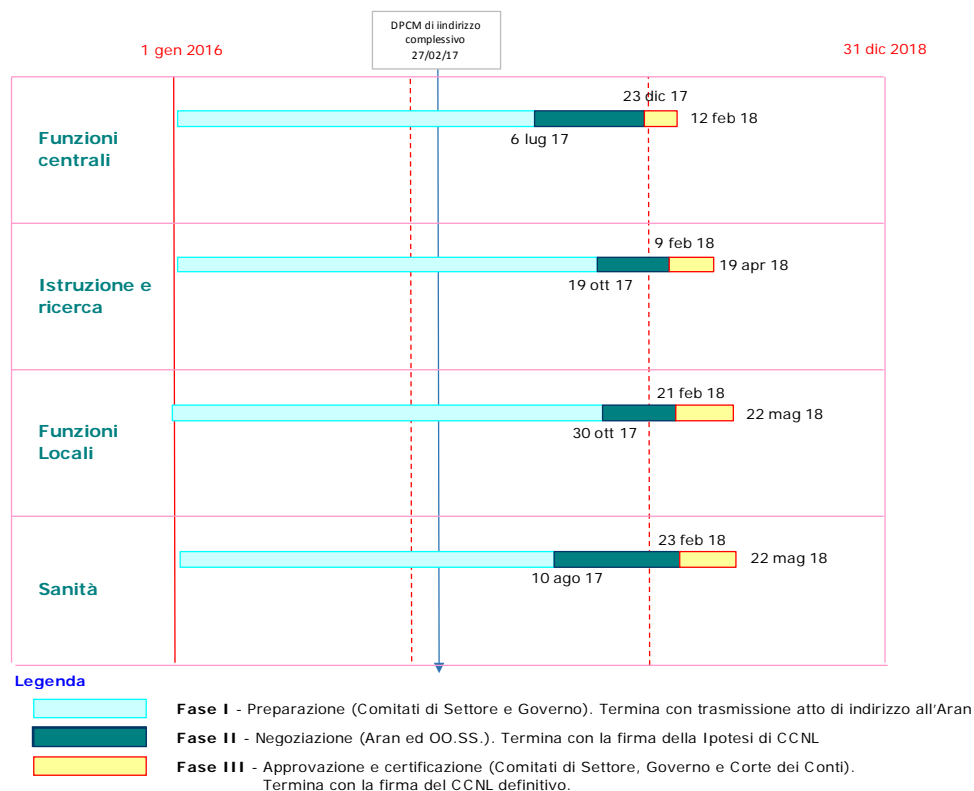 DPCM di iindirizzo
complessivo
27/02/17
1 gen 2016
31 dic 2018
Funzioni
centrali
23 dic 17
12 feb 18
6 lug 17
Istruzione e
ricerca
9 feb 18
19 apr 18
19 ott 17
Funzioni
Locali
21 feb 18
22 mag 18
30 ott 17
Sanità
23 feb 18
22 mag 18
10 ago 17
Legenda
Fase I - Preparazione (Comitati di Settore e Governo). Termina con trasmissione atto di indirizzo all'Aran
Fase II - Negoziazione (Aran ed OO.SS.). Termina con la firma della Ipotesi di CCNL
Fase III - Approvazione e certificazione (Comitati di Settore, Governo e Corte dei Conti).
Termina con la firma del CCNL definitivo.